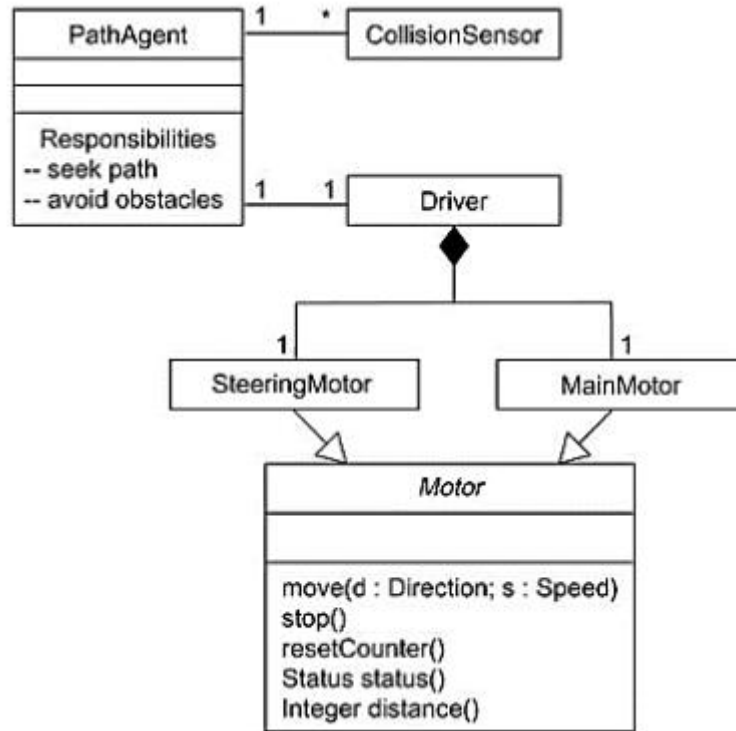 PathAgent
1
*
CollisionSensor
Responsibilities
-- seek path
-- avoid obstacles
1
1
Driver
1
1
SteeringMotor
MainMotor
Motor
move(d : Direction; s : Speed)
stop()
resetCounter()
Status status()
Integer distance()